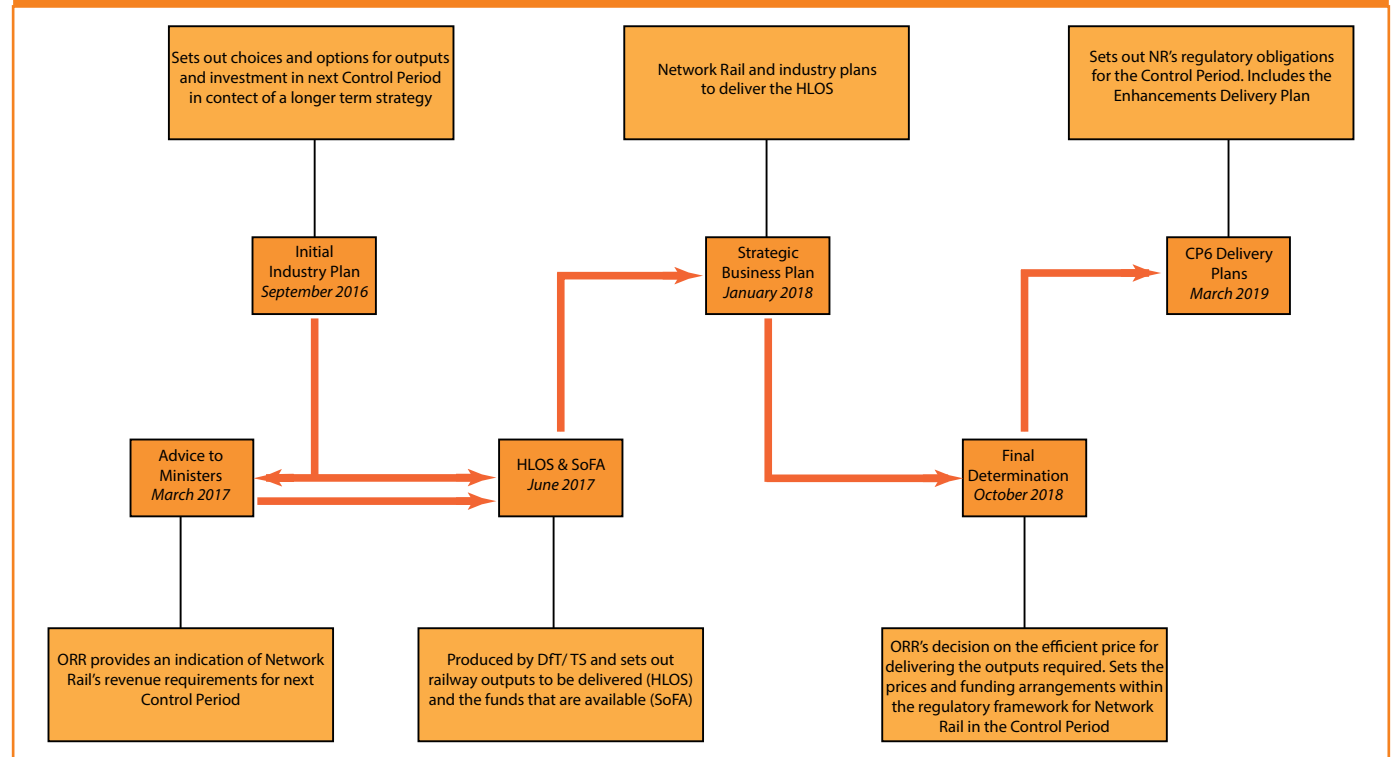 Sets out choices and options for outputs
and investment in next Control Period
in contect of a longer term strategy
Network Rail and industry plans
to deliver the HLOS
Sets out NR's regulatory obligations
for the Control Period. Includes the
Enhancements Delivery Plan
Initial
Industry Plan
September 2016
Strategic
Business Plan
January 2018
CP6 Delivery
Plans
March 2019
Advice to
Ministers
March 2017
HLOS & SoFA
June 2017
Final
Determination
October 2018
ORR provides an indication of Network
Rail's revenue requirements for next
Control Period
Produced by DfT/ TS and sets out
railway outputs to be delivered (HLOS)
and the funds that are available (SoFA)
ORR's decision on the efficient price for
delivering the outputs required. Sets the
prices and funding arrangements within
the regulatory framework for Network
Rail in the Control Period